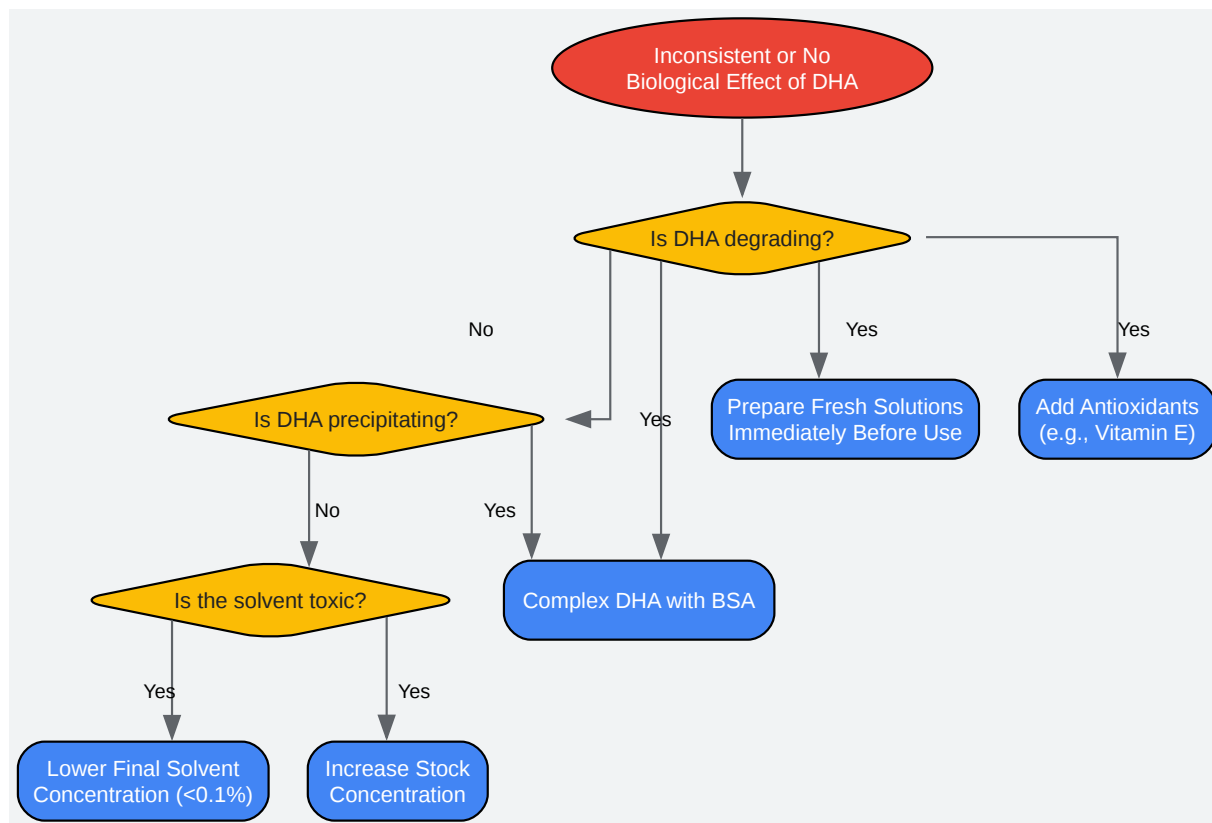 Inconsistent or No
Biological Effect of DHA
Is DHA degrading?
No
Yes
Yes
Yes
Prepare Fresh Solutions
Immediately Before Use
Add Antioxidants
(e.g., Vitamin E)
Is DHA precipitating?
No
Yes
Is the solvent toxic?
Complex DHA with BSA
Yes
Yes
Lower Final Solvent
Concentration (<0.1%)
Increase Stock
Concentration